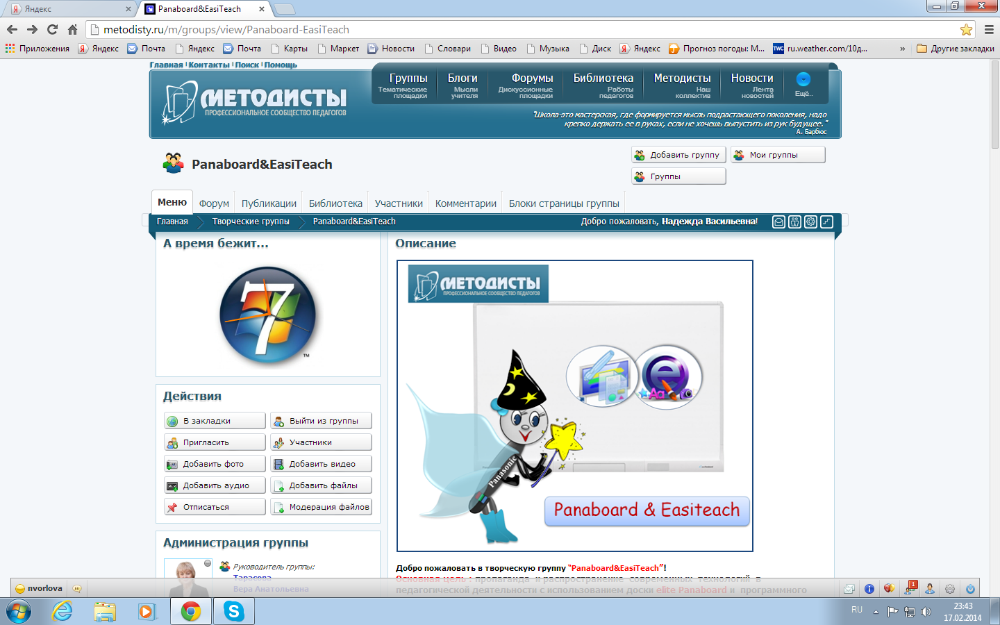 Яндекс
Panaboard&EasiTeach
metodisty.ru/m/groups/view/Panaboard-EasiTeach
Приложения Яндекс Почта Яндекс Почта Карты Маркет Новости Словари Видео Музыка Диск Яндекс Прогноз погоды: М... ru.weather.com/10д... » Другие закладки
Главная Контакты Поиск Помощь
МЕТОДИСТЫ
ПРОФЕССИОНАЛЬНОЕ СООБЩЕСТВО ПЕДАГОГОВ
Группы Блоги Форумы Библиотека Методисты Новости
Тематические площадки Мысли учителя Дискуссионные площадки Работы педагогов Наш коллектив Лента новостей Ещё..
"Школа-это мастерская, где формируется мысль подрастающего поколения, надо
крепко держать ее в руках, если не хочешь выпустить из рук будущее."
А. Барбюс
Panaboard&EasiTeach
Добавить группу Мои группы
Группы
Меню Форум Публикации Библиотека Участники Комментарии Блоки страницы группы
Главная Творческие группы Panaboard&EasiTeach Добро пожаловать, Надежда Васильевна!
А время бежит...
7
TM
Действия
В закладки Выйти из группы
Пригласить Участники
Добавить фото Добавить видео
Добавить аудио Добавить файлы
Отписаться Модерация файлов
Администрация группы
Руководитель группы:
Тарасова
Вера Анатольевна
Описание
МЕТОДИСТЫ
ПРОФЕССИОНАЛЬНОЕ СООБЩЕСТВО ПЕДАГОГОВ
Aa
Panasonic
Panaboard & Easiteach
Добро пожаловать в творческую группу "Panaboard&EasiTeach"!
Основная цель : пропаганда и распространение современных технологий в
педагогической деятельности с использованием доски elite Panaboard и программного
nvorlova
1
RU
23:43
17.02.2014